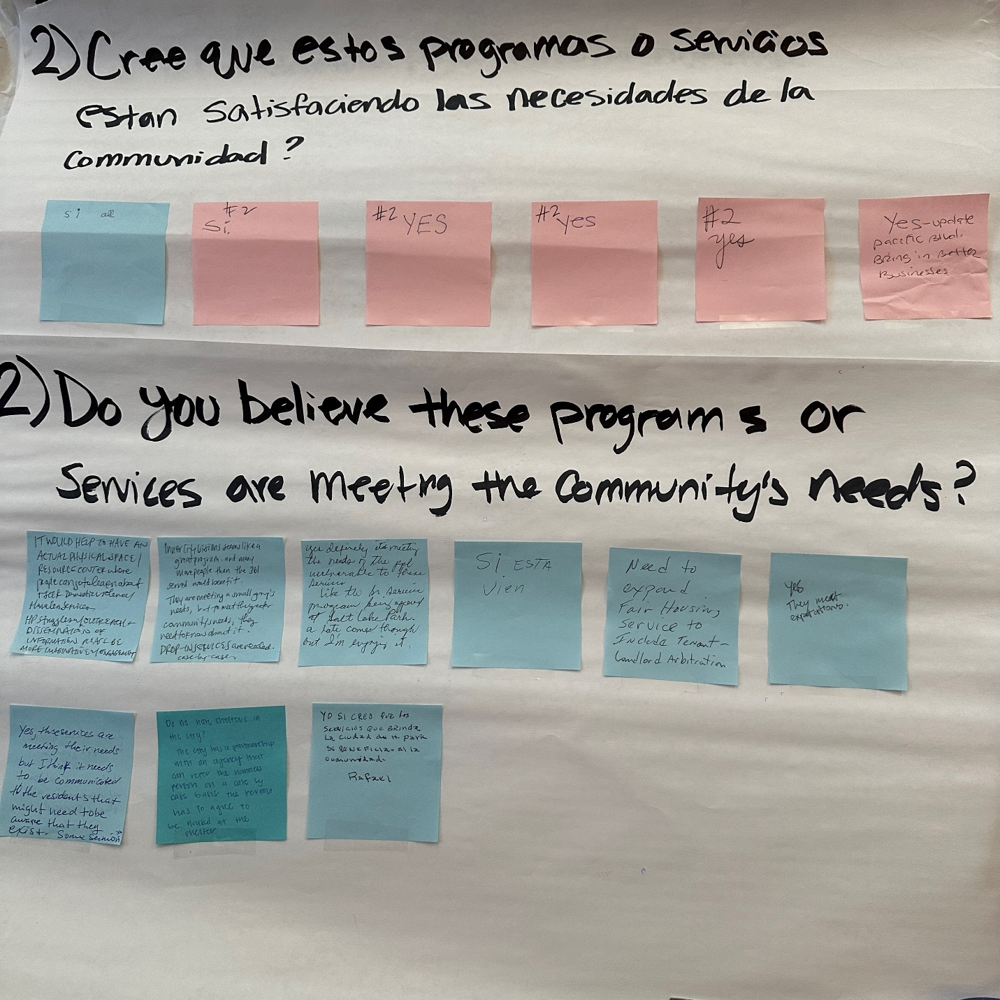 2) Cree que estos programas o servicios
estan satisfaciendo las necesidades de la
communidad?
si all
#2
Si.
#2 YES
#2 yes
#2
yes
Yes-update
pacific Blvd.
Bring in Better
Businesses
2) Do you believe these programs or
Services are meeting the Community's needs?
IT WOULD HELP TO HAVE AN
ACTUAL PHYSICAL SPACE/
RESOURCE CENTER where
people can go to learn about
Domestic violence/
Services
HP struggles w/ OUTREACH +
DISSEMINATION OF
INFORMATION PLEASE BE
MORE IMAGINATIVE W/ ENGAGEMENT
Inner City Visions seems like a
great program. and many
more people than the 361
served would benefit.
They are meeting a small group's
needs, but to meet the greater
community's needs, they
need to know about it.
DROP-IN SERVICES are needed.
case by case
yes definely its meeting
the needs of the ppl
vulnerable to these
service
like the Sr service
program being offered
at Salt Lake Park.
a late comer though
but I'm enjoying it.
Si ESTA
vien
Need to
expand
Fair Housing
Service to
Include Tenant-
Landlord Arbitration
yes
They meet
expectations.
Yes, these services are
meeting their needs
but I think it needs
to be communicated
to the residents that
might need to be
aware that they
exist. Some seniors
Do we have shelters in
the city?
The city has a partnership
with an agency that
can refer the homeless
person on a case by
case basis. The person
has to agree to
be housed at the
shelter
YO SI CREO QUE los
SERVICIOS QUE BRINDA
LA CIUDAD de H. PARK
SI BENEFICIAN a la
comunidad.
Rafael